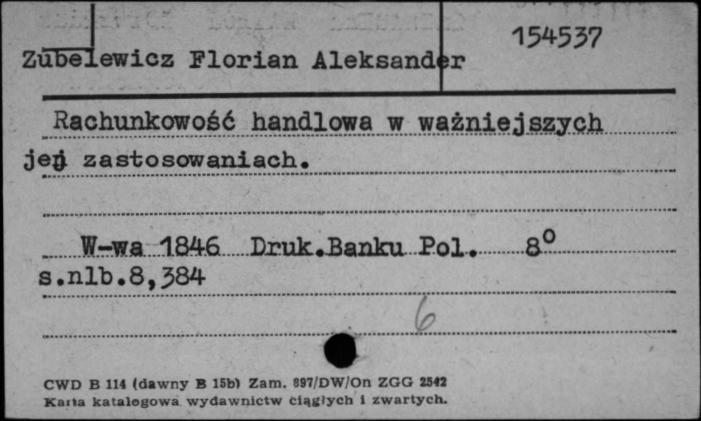 154537
Zubelewicz Florian Aleksander
Rachunkowość handlowa w ważniejszych
jej zastosowaniach.
W-wa 1846 Druk.Banku Pol. 8°
s.nlb.8,384
6
CWD B 114 (dawny B 15b) Zam. 897/DW/On ZGG 2542
Karta katalogowa wydawnictw ciągłych i zwartych.